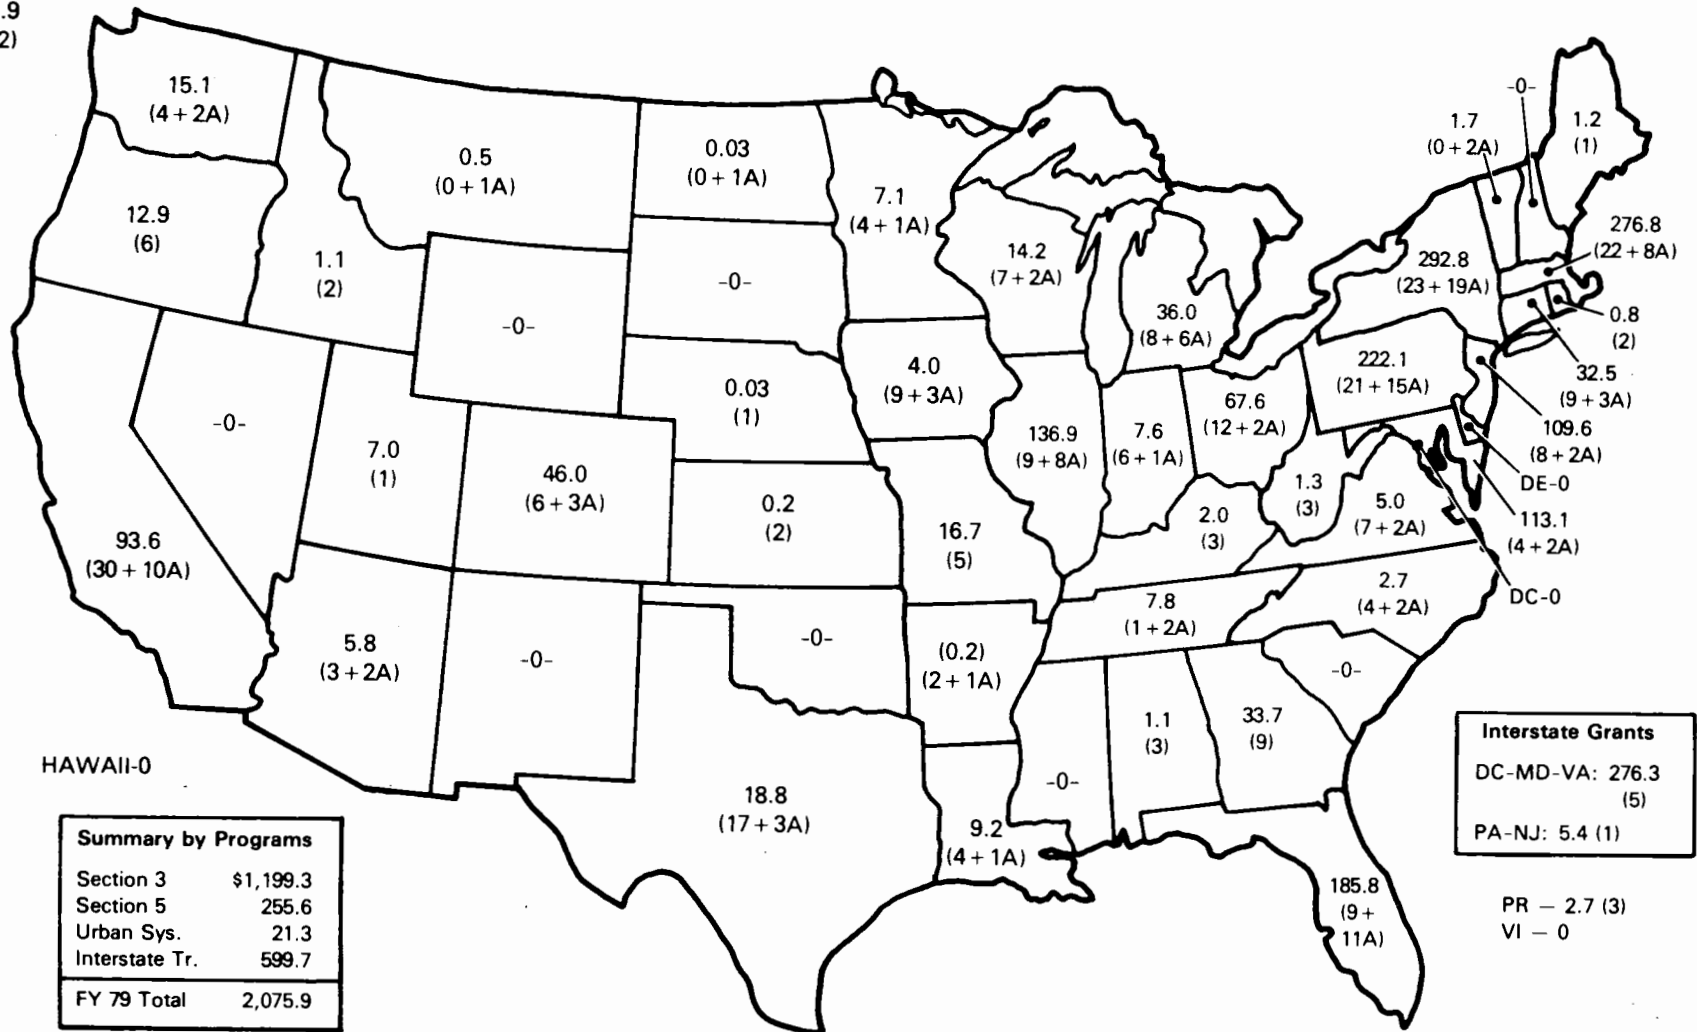 .9
2)
15.1
(4 + 2A)
12.9
(6)
1.1
(2)
0.5
(0 + 1A)
0.03
(0 + 1A)
7.1
(4 + 1A)
14.2
(7 + 2A)
36.0
(8 + 6A)
-0-
1.7
(0 + 2A)
1.2
(1)
276.8
(22 + 8A)
292.8
(23 + 19A)
0.8
(2)
32.5
(9 + 3A)
109.6
(8 + 2A)
DE-0
113.1
(4 + 2A)
DC-0
222.1
(21 + 15A)
67.6
(12 + 2A)
7.6
(6 + 1A)
136.9
(9 + 8A)
4.0
(9 + 3A)
-0-
-0-
0.03
(1)
-0-
7.0
(1)
46.0
(6 + 3A)
0.2
(2)
16.7
(5)
2.0
(3)
1.3
(3)
5.0
(7 + 2A)
2.7
(4 + 2A)
7.8
(1 + 2A)
93.6
(30 + 10A)
5.8
(3 + 2A)
-0-
-0-
(0.2)
(2 + 1A)
-0-
1.1
(3)
33.7
(9)
-0-
18.8
(17 + 3A)
9.2
(4 + 1A)
185.8
(9 +
11A)
HAWAII-0
Summary by Programs
Section 3 $1,199.3
Section 5 255.6
Urban Sys. 21.3
Interstate Tr. 599.7
FY 79 Total 2,075.9
Interstate Grants
DC-MD-VA: 276.3
(5)
PA-NJ: 5.4 (1)
PR — 2.7 (3)
VI — 0